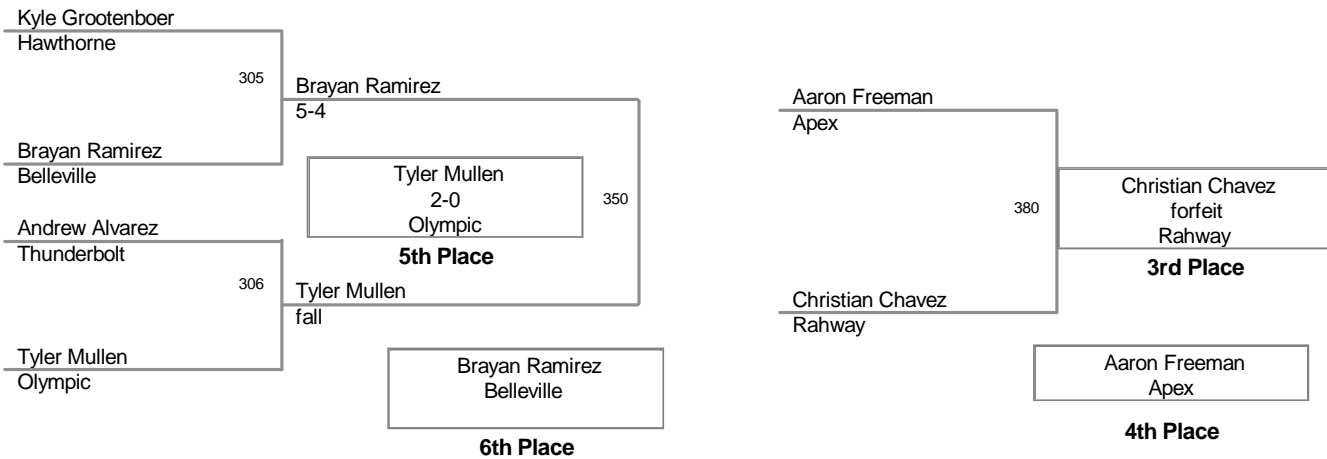 Kyle Grootenboer
Hawthorne
305
Brayan Ramirez
5-4
Brayan Ramirez
Belleville
Tyler Mullen
2-0
Olympic
5th Place
350
Andrew Alvarez
Thunderbolt
306
Tyler Mullen
fall
Tyler Mullen
Olympic
Brayan Ramirez
Belleville
6th Place
Aaron Freeman
Apex
380
Christian Chavez
forfeit
Rahway
3rd Place
Christian Chavez
Rahway
Aaron Freeman
Apex
4th Place